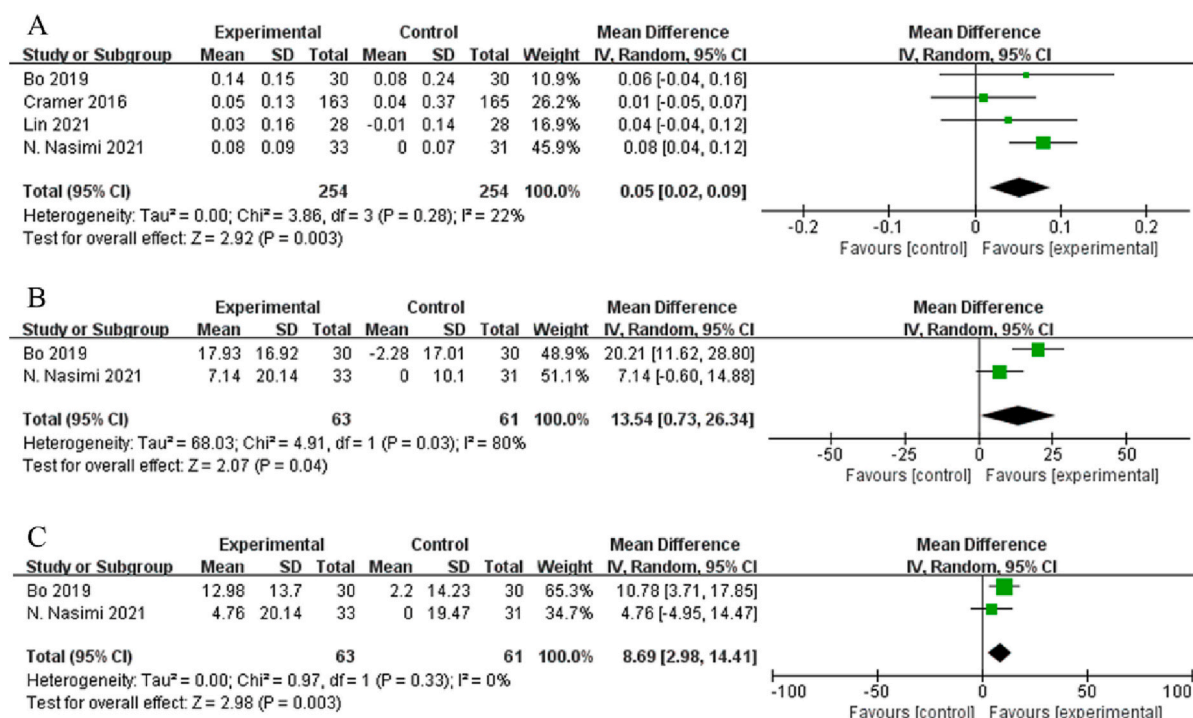 A
Experimental Control Mean Difference Mean Difference
Study or Subgroup Mean SD Total Mean SD Total Weight IV, Random, 95% CI IV, Random, 95% CI
Bo 2019 0.14 0.15 30 0.08 0.24 30 10.9% 0.06 [-0.04, 0.16]
Cramer 2016 0.05 0.13 163 0.04 0.37 165 26.2% 0.01 [-0.05, 0.07]
Lin 2021 0.03 0.16 28 -0.01 0.14 28 16.9% 0.04 [-0.04, 0.12]
N. Nasimi 2021 0.08 0.09 33 0 0.07 31 45.9% 0.08 [0.04, 0.12]
Total (95% CI) 254 254 100.0% 0.05 [0.02, 0.09]
Heterogeneity: Tau² = 0.00; Chi² = 3.86, df = 3 (P = 0.28); I² = 22%
Test for overall effect: Z = 2.92 (P = 0.003)
-0.2 -0.1 0 0.1 0.2
Favours [control] Favours [experimental]
B
Experimental Control Mean Difference Mean Difference
Study or Subgroup Mean SD Total Mean SD Total Weight IV, Random, 95% CI IV, Random, 95% CI
Bo 2019 17.93 16.92 30 -2.28 17.01 30 48.9% 20.21 [11.62, 28.80]
N. Nasimi 2021 7.14 20.14 33 0 10.1 31 51.1% 7.14 [-0.60, 14.88]
Total (95% CI) 63 61 100.0% 13.54 [0.73, 26.34]
Heterogeneity: Tau² = 68.03; Chi² = 4.91, df = 1 (P = 0.03); I² = 80%
Test for overall effect: Z = 2.07 (P = 0.04)
-50 -25 0 25 50
Favours [control] Favours [experimental]
C
Experimental Control Mean Difference Mean Difference
Study or Subgroup Mean SD Total Mean SD Total Weight IV, Random, 95% CI IV, Random, 95% CI
Bo 2019 12.98 13.7 30 2.2 14.23 30 65.3% 10.78 [3.71, 17.85]
N. Nasimi 2021 4.76 20.14 33 0 19.47 31 34.7% 4.76 [-4.95, 14.47]
Total (95% CI) 63 61 100.0% 8.69 [2.98, 14.41]
Heterogeneity: Tau² = 0.00; Chi² = 0.97, df = 1 (P = 0.33); I² = 0%
Test for overall effect: Z = 2.98 (P = 0.003)
-100 -50 0 50 100
Favours [control] Favours [experimental]